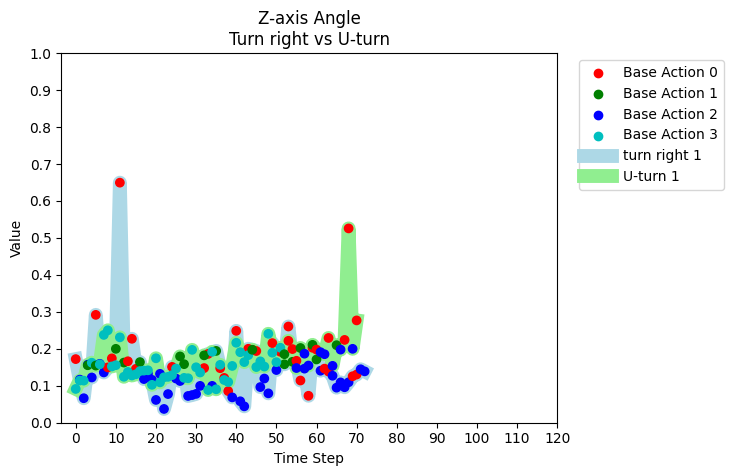 Z-axis Angle
Turn right vs U-turn
1.0
0.9
0.8
0.7
0.6
0.5
0.4
0.3
0.2
0.1
0.0
Value
0 10 20 30 40 50 60 70 80 90 100 110 120
Time Step
Base Action 0
Base Action 1
Base Action 2
Base Action 3
turn right 1
U-turn 1